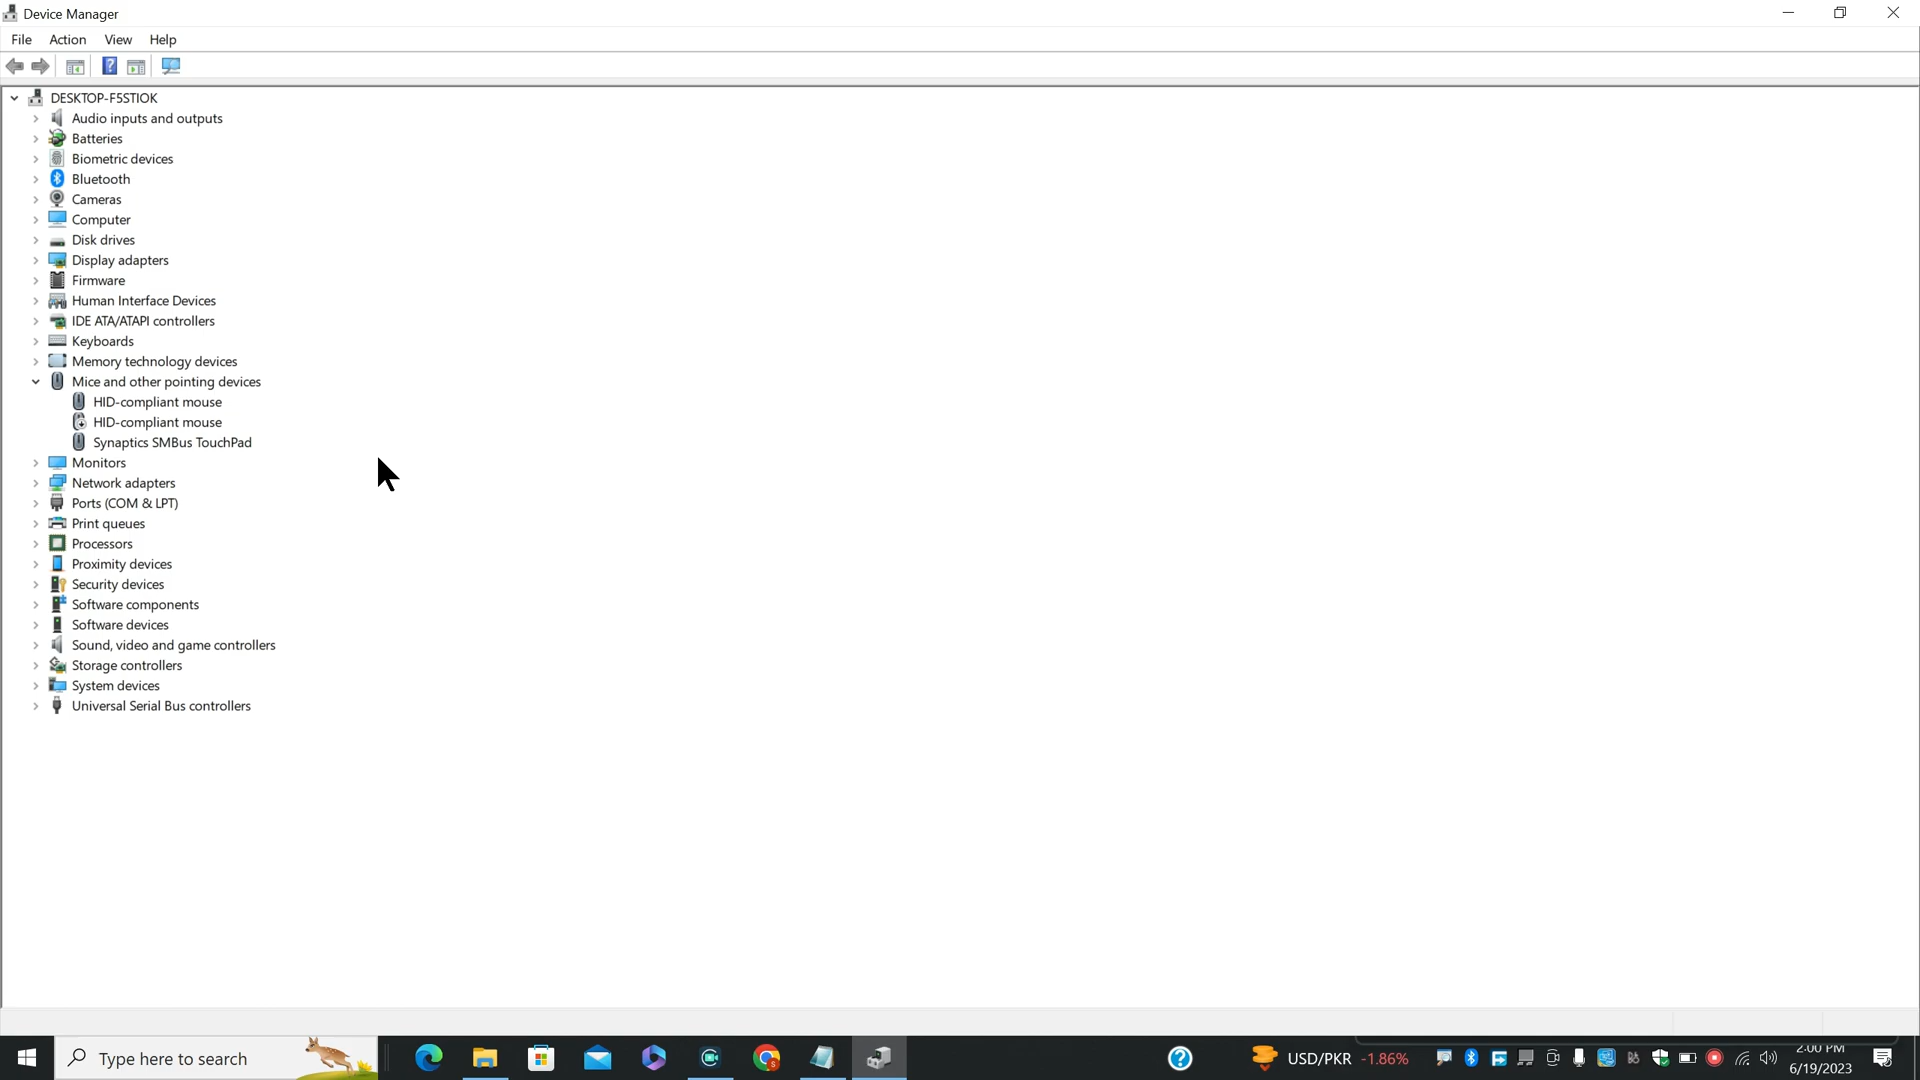 Device Manager
File Action View Help
DESKTOP-F5STIOK
Audio inputs and outputs
Batteries
Biometric devices
Bluetooth
Cameras
Computer
Disk drives
Display adapters
Firmware
Human Interface Devices
IDE ATA/ATAPI controllers
Keyboards
Memory technology devices
Mice and other pointing devices
HID-compliant mouse
HID-compliant mouse
Synaptics SMBus TouchPad
Monitors
Network adapters
Ports (COM & LPT)
Print queues
Processors
Proximity devices
Security devices
Software components
Software devices
Sound, video and game controllers
Storage controllers
System devices
Universal Serial Bus controllers
Type here to search
USD/PKR -1.86%
2:00 PM
6/19/2023